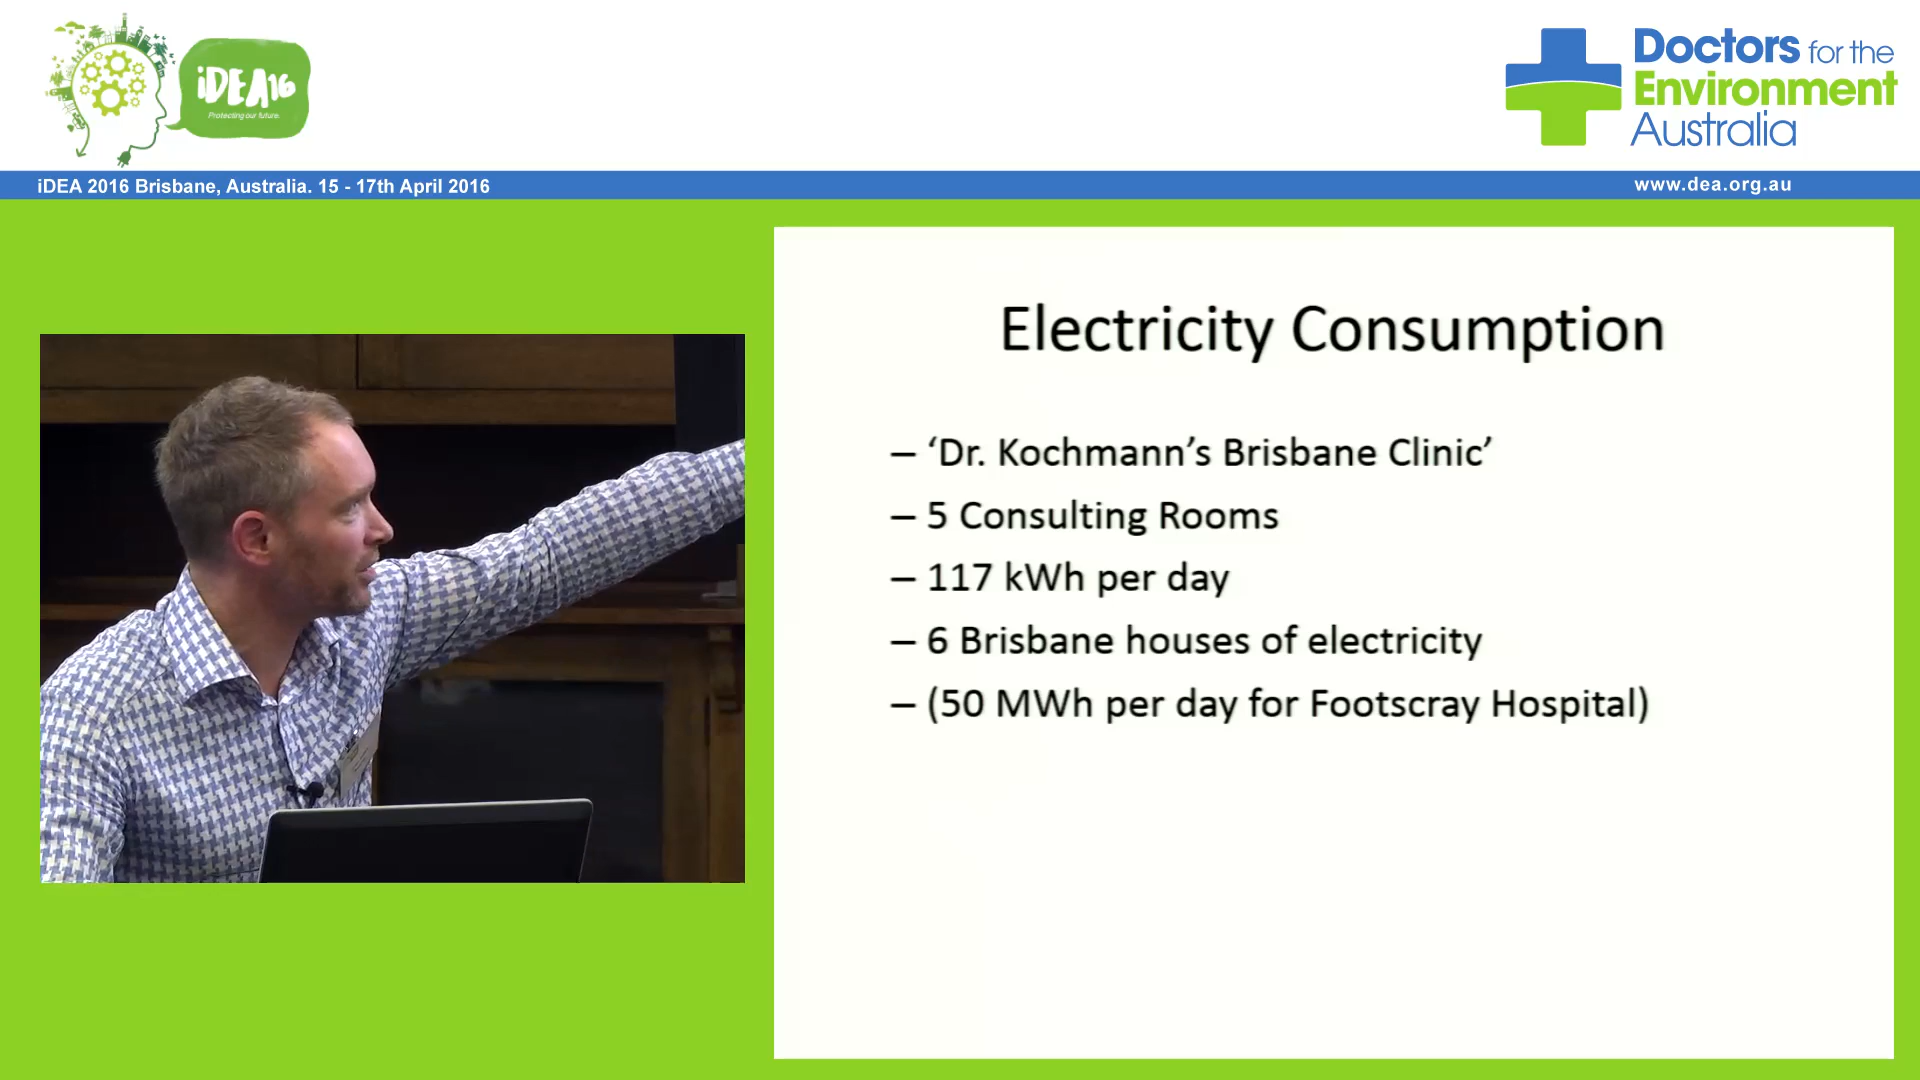 iDEA16
Protecting our future.
Doctors for the
Environment
Australia
iDEA 2016 Brisbane, Australia. 15 - 17th April 2016
www.dea.org.au
Electricity Consumption
– ‘Dr. Kochmann’s Brisbane Clinic’
– 5 Consulting Rooms
– 117 kWh per day
– 6 Brisbane houses of electricity
– (50 MWh per day for Footscray Hospital)